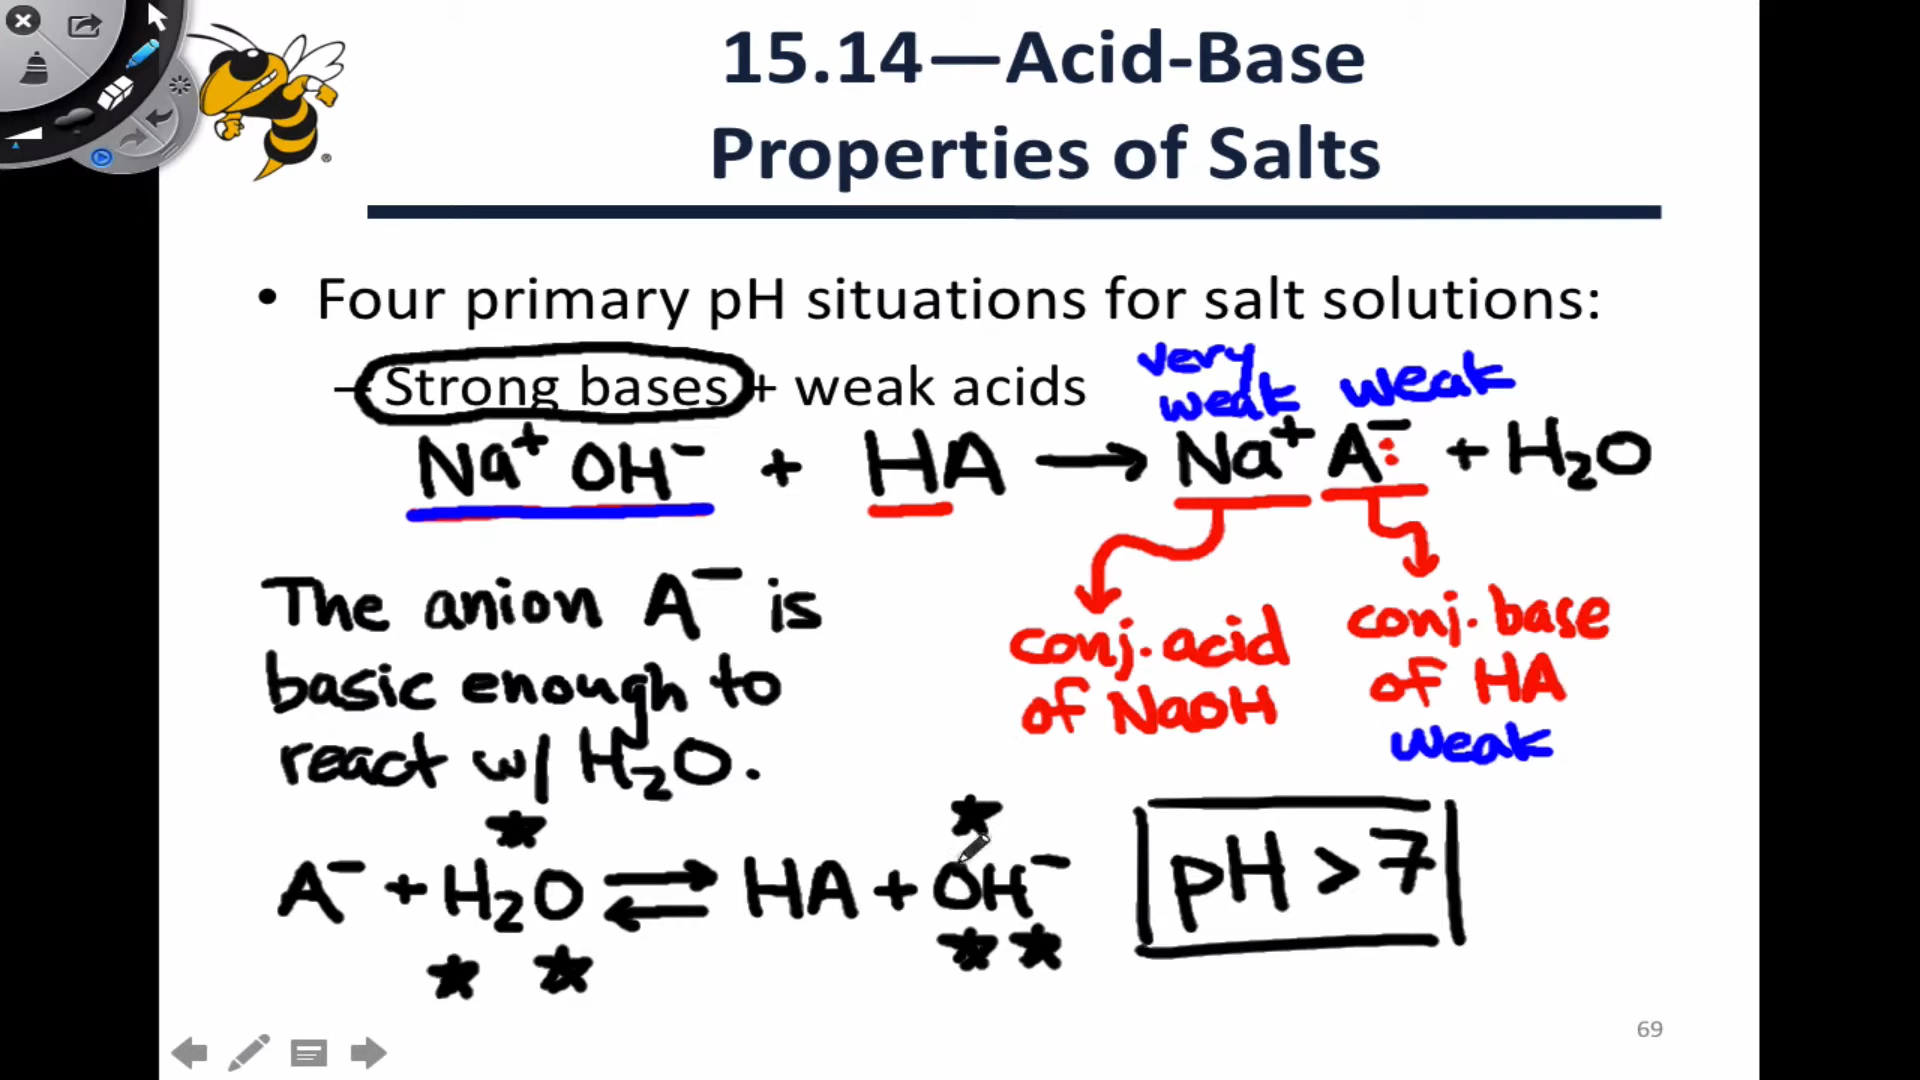 15.14—Acid-Base
Properties of Salts
• Four primary pH situations for salt solutions:
– Strong bases + weak acids
very
weak weak
Na⁺ OH⁻ + HA → Na⁺ A⁻: + H₂O
The anion A⁻ is
basic enough to
react w/ H₂O.
conj. acid
of NaOH
conj. base
of HA
weak
A⁻ + H₂O ⇌ HA + OH⁻
pH > 7
69